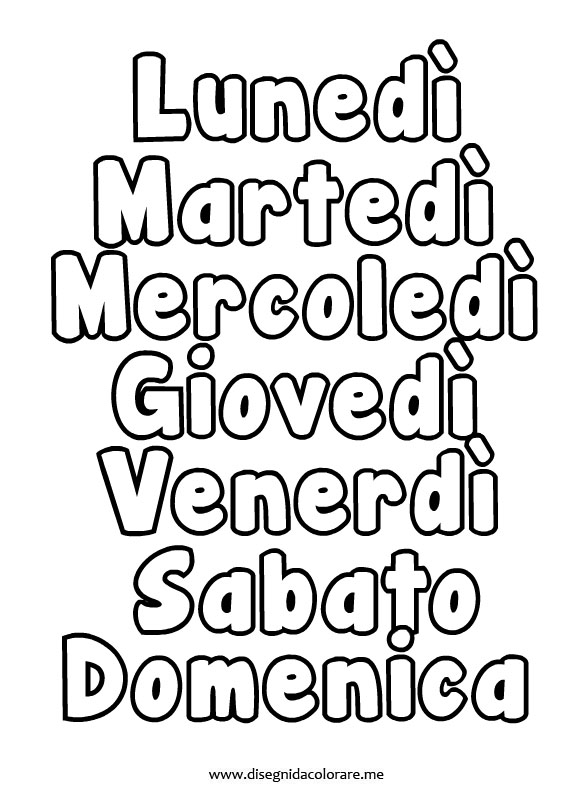 Lunedì
Martedì
Mercoledì
Giovedì
Venerdì
Sabato
Domenica
www.disegnidacolorare.me